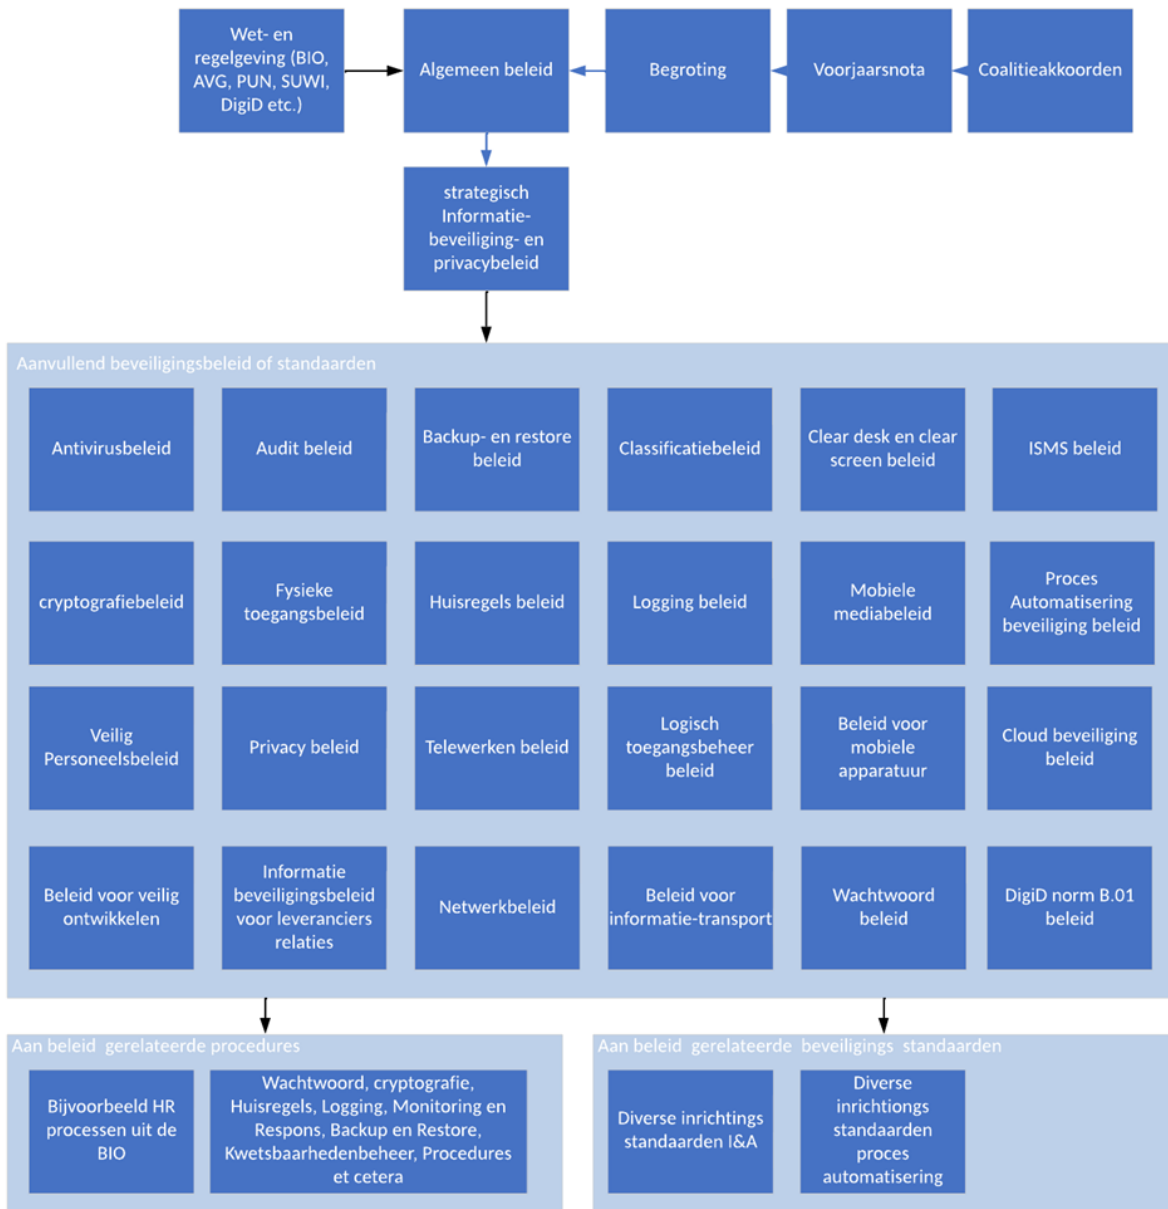 Wet- en
regelgeving (BIO,
AVG, PUN, SUWI,
DigiD etc.)
Algemeen beleid
Begroting
Voorjaarsnota
Coalitieakkoorden
strategisch
Informatie-
beveiliging- en
privacybeleid
Aanvullend beveiligingsbeleid of standaarden
Antivirusbeleid
Audit beleid
Backup- en restore
beleid
Classificatiebeleid
Clear desk en clear
screen beleid
ISMS beleid
cryptografiebeleid
Fysieke
toegangsbeleid
Huisregels beleid
Logging beleid
Mobiele
mediabeleid
Proces
Automatisering
beveiliging beleid
Veilig
Personeelsbeleid
Privacy beleid
Telewerken beleid
Logisch
toegangsbeheer
beleid
Beleid voor
mobiele
apparatuur
Cloud beveiliging
beleid
Beleid voor veilig
ontwikkelen
Informatie
beveiligingsbeleid
voor leveranciers
relaties
Netwerkbeleid
Beleid voor
informatie-transport
Wachtwoord
beleid
DigiD norm B.01
beleid
Aan beleid gerelateerde procedures
Bijvoorbeeld HR
processen uit de
BIO
Wachtwoord, cryptografie,
Huisregels, Logging, Monitoring en
Respons, Backup en Restore,
Kwetsbaarhedenbeheer, Procedures
et cetera
Aan beleid gerelateerde beveiligings standaarden
Diverse inrichtings
standaarden I&A
Diverse
inrichtiongs
standaarden
proces
automatisering